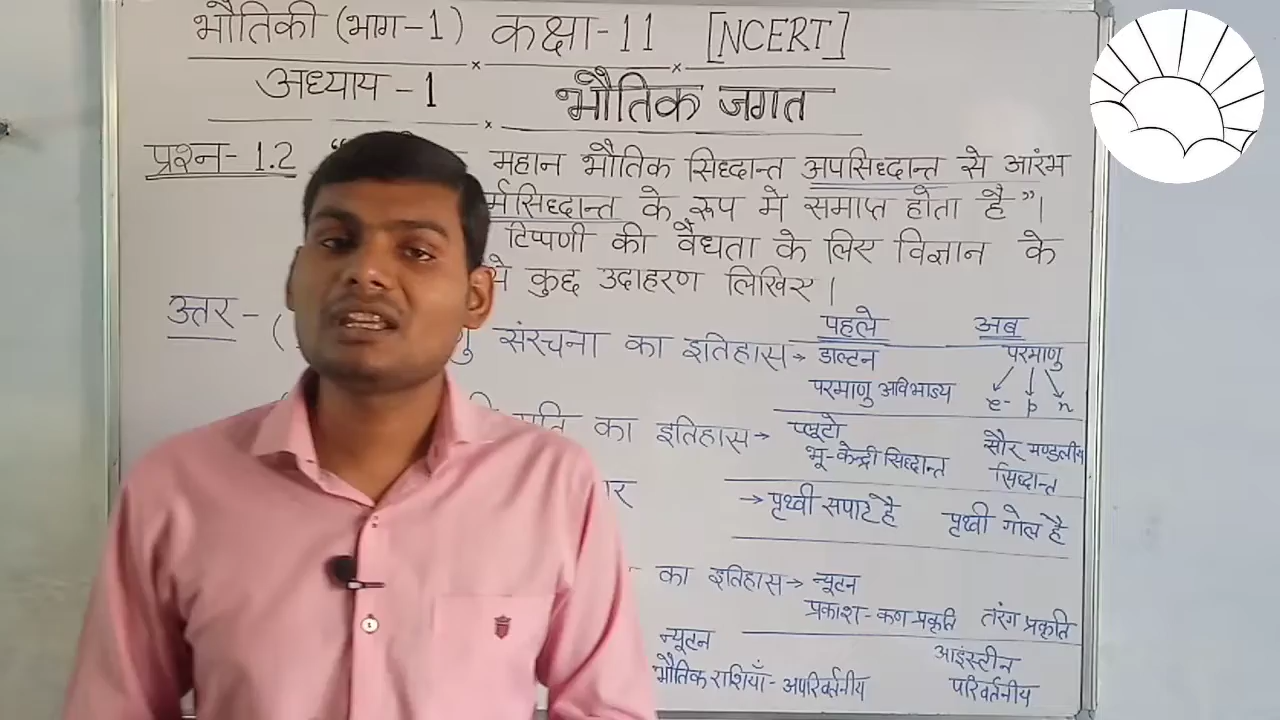 भौतिकी (भाग-1) कक्षा-11 [NCERT]
अध्याय - 1 भौतिक जगत
प्रश्न- 1.2 महान भौतिक सिध्दान्त अपसिध्दान्त से आरंभ
सिध्दान्त के रूप मे समाप्त होता है"।
टिप्पणी की वैधता के लिए विज्ञान के
कुछ उदाहरण लिखिए।
उत्तर - पहले अब
संरचना का इतिहास → डाल्टन परमाणु
परमाणु अविभाज्य e- p n
का इतिहास → प्लूटो सौर मण्डलीय
भू-केन्द्री सिध्दान्त सिध्दान्त
→ पृथ्वी सपाट है पृथ्वी गोल है
का इतिहास → न्यूटन
प्रकाश - कण प्रकृति तरंग प्रकृति
न्यूटन आइंस्टीन
भौतिक राशियाँ - अपरिवर्तनीय परिवर्तनीय